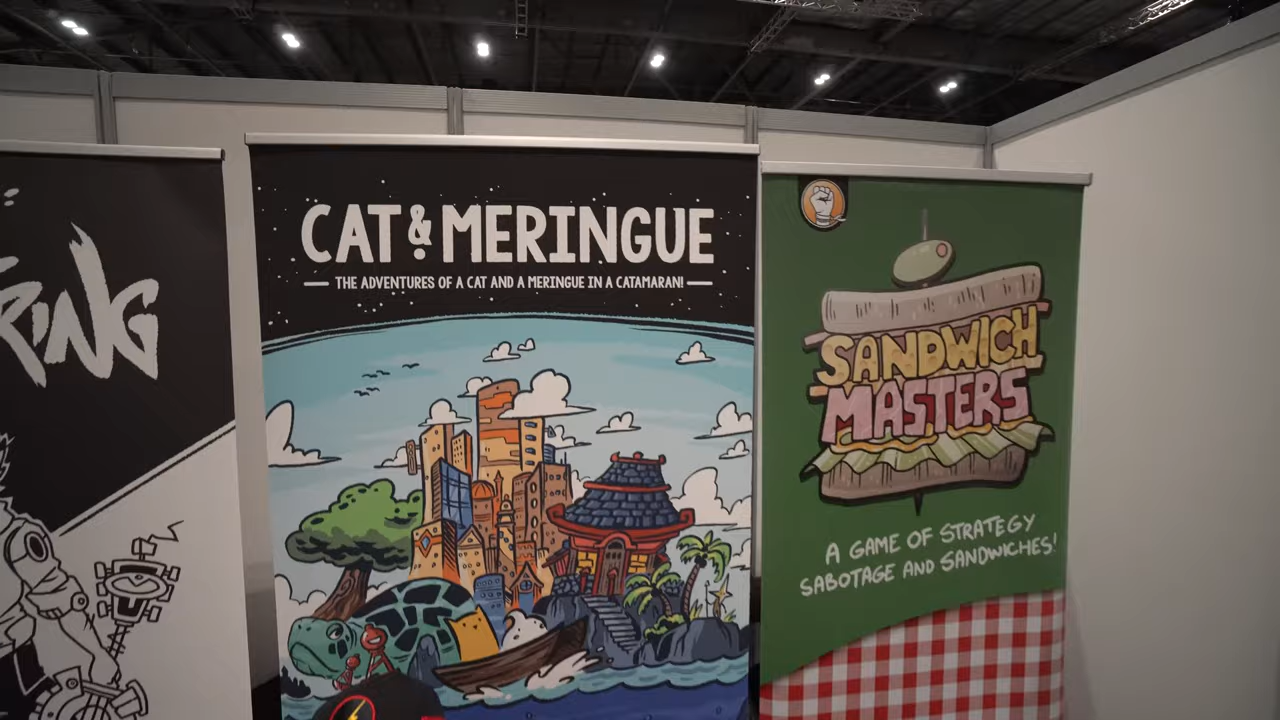 CAT & MERINGUE
THE ADVENTURES OF A CAT AND A MERINGUE IN A CATAMARAN!
SANDWICH
MASTERS
A GAME OF STRATEGY
SABOTAGE AND SANDWICHES!